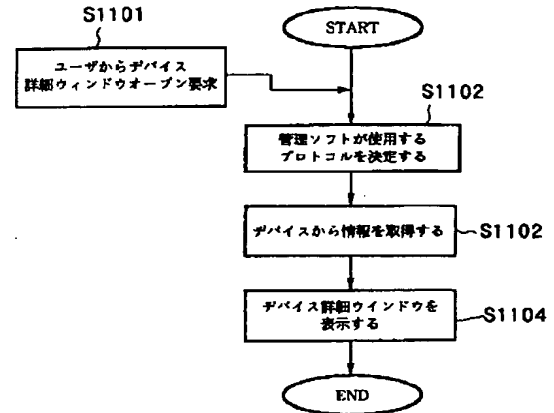 S1101
START
ユーザからデバイス
詳細ウィンドウオープン要求
S1102
管理ソフトが使用する
プロトコルを決定する
デバイスから情報を取得する
S1102
デバイス詳細ウインドウを
表示する
S1104
END